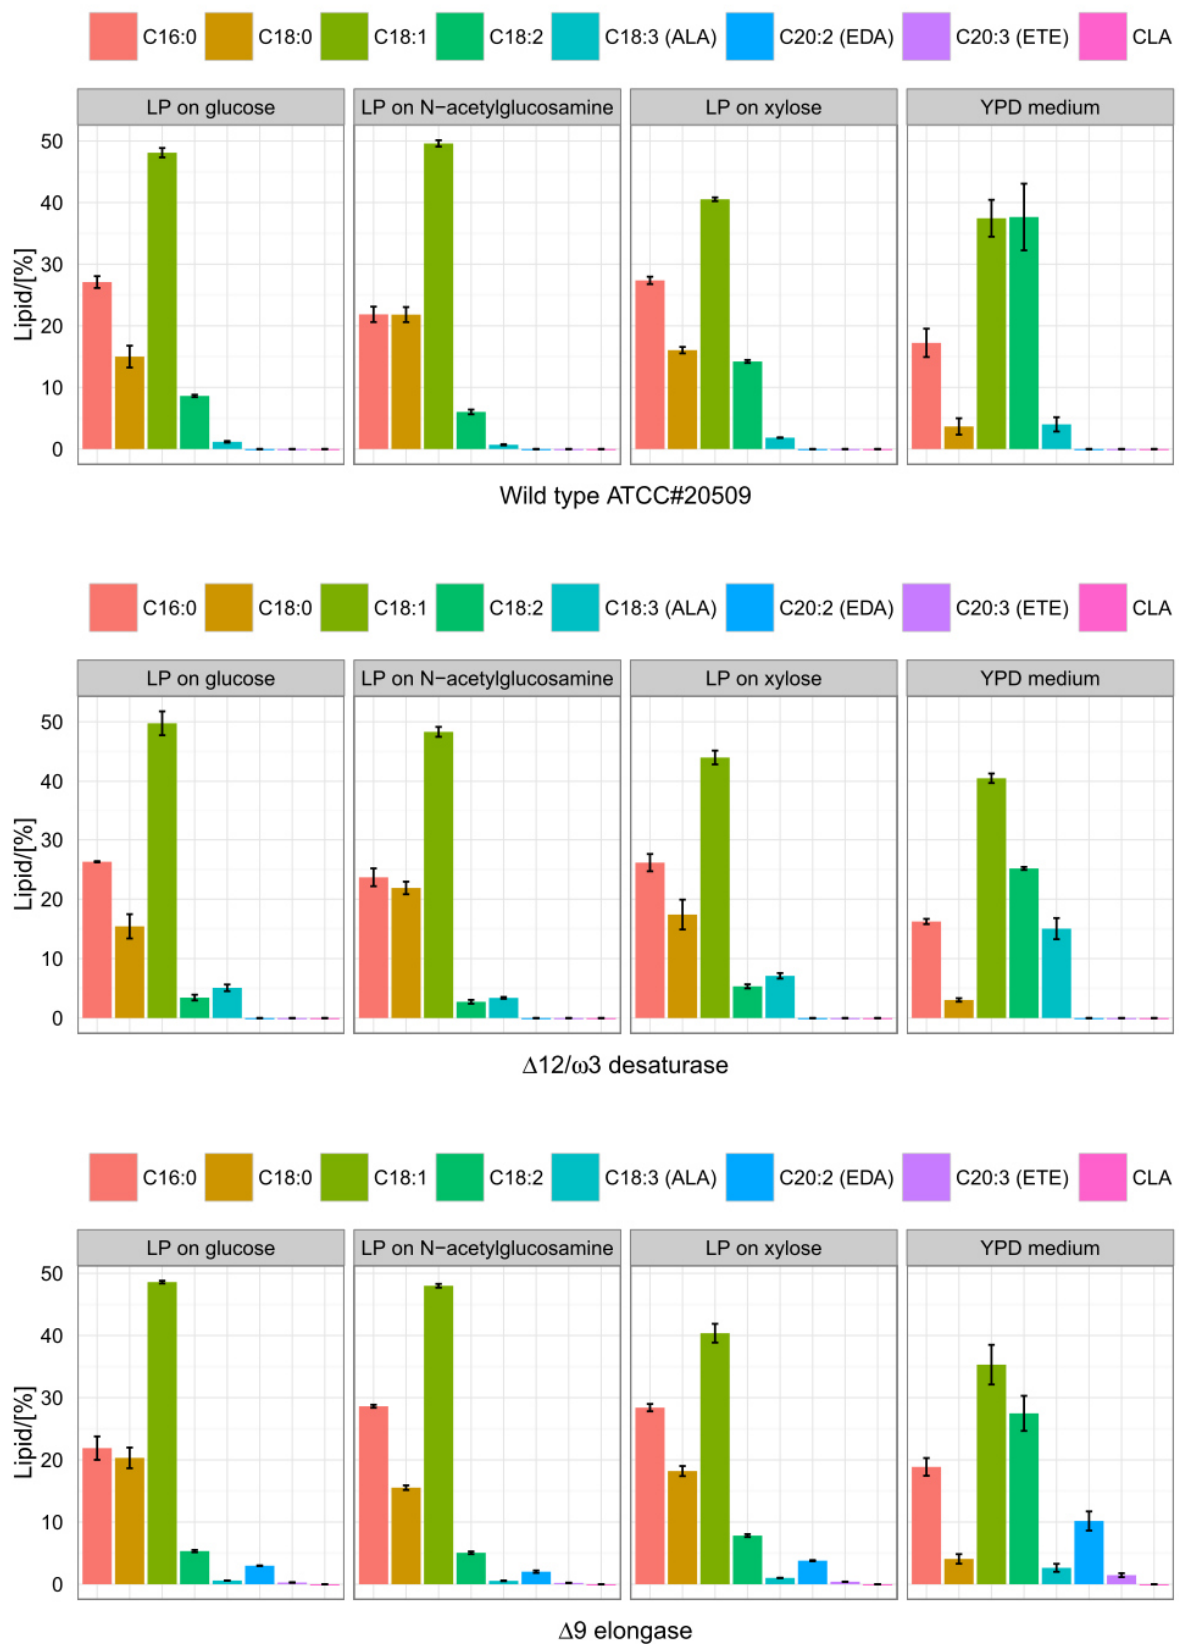 C16:0 C18:0 C18:1 C18:2 C18:3 (ALA) C20:2 (EDA) C20:3 (ETE) CLA
LP on glucose LP on N−acetylglucosamine LP on xylose YPD medium
Lipid/[%]
50
40
30
20
10
0
Wild type ATCC#20509
C16:0 C18:0 C18:1 C18:2 C18:3 (ALA) C20:2 (EDA) C20:3 (ETE) CLA
LP on glucose LP on N−acetylglucosamine LP on xylose YPD medium
Lipid/[%]
50
40
30
20
10
0
Δ12/ω3 desaturase
C16:0 C18:0 C18:1 C18:2 C18:3 (ALA) C20:2 (EDA) C20:3 (ETE) CLA
LP on glucose LP on N−acetylglucosamine LP on xylose YPD medium
Lipid/[%]
50
40
30
20
10
0
Δ9 elongase